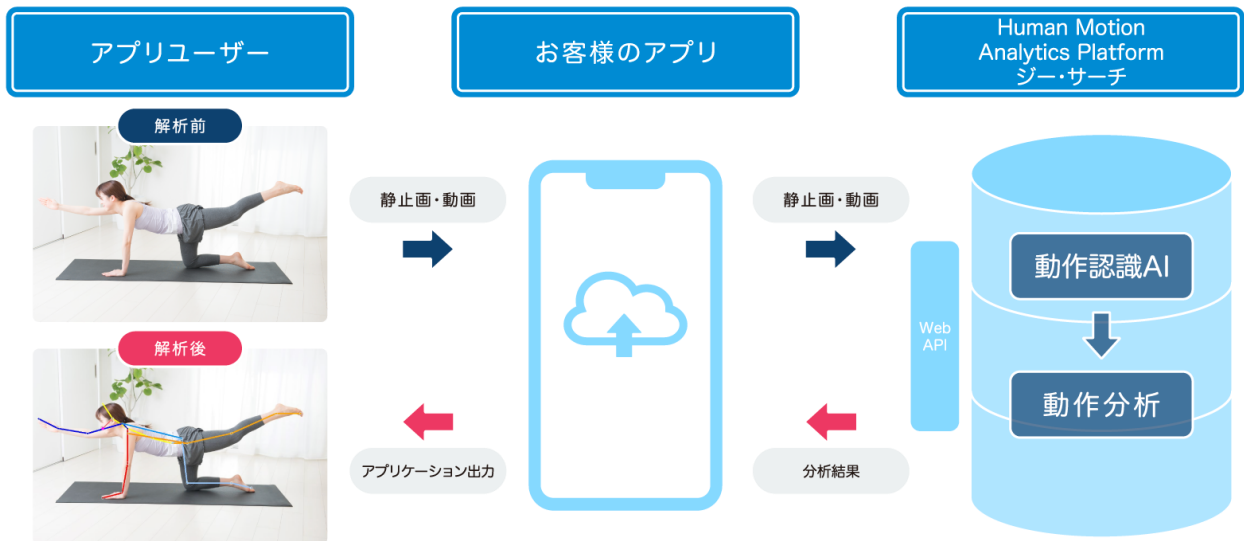 アプリユーザー
お客様のアプリ
Human Motion
Analytics Platform
ジー・サーチ
解析前
静止画・動画
静止画・動画
動作認識AI
Web
API
解析後
動作分析
アプリケーション出力
分析結果